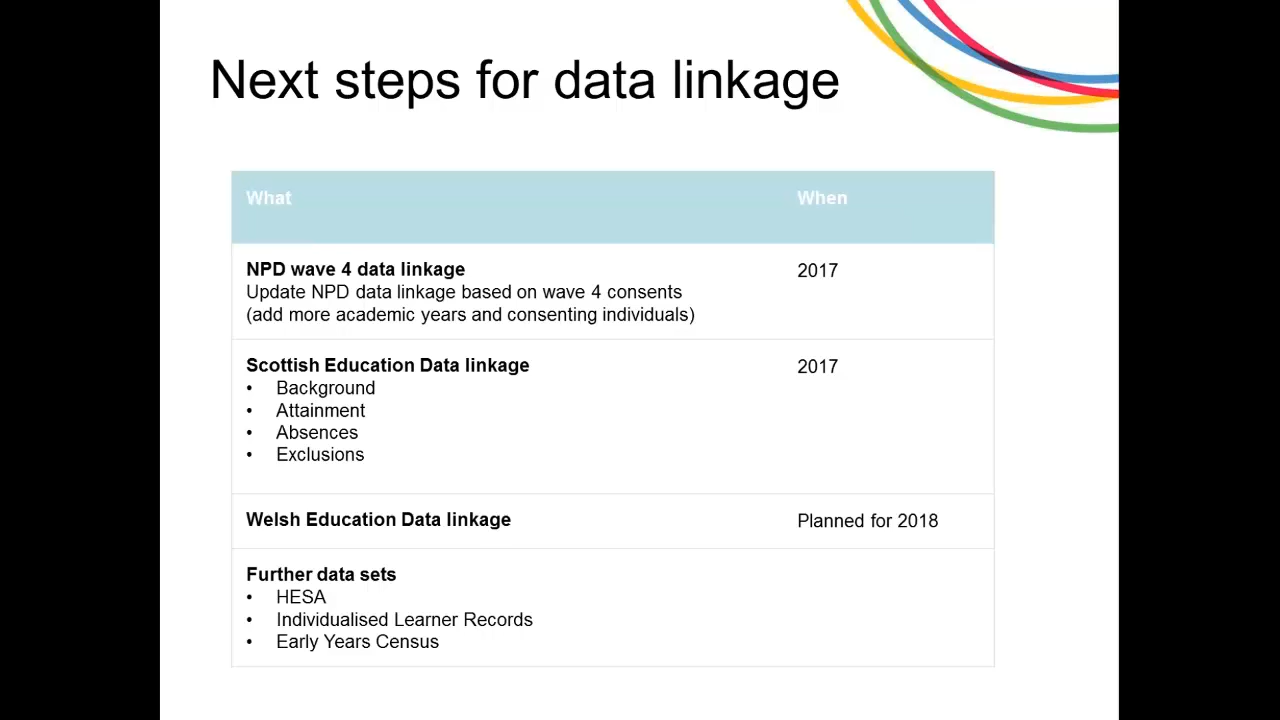 Next steps for data linkage
What When
NPD wave 4 data linkage 2017
Update NPD data linkage based on wave 4 consents
(add more academic years and consenting individuals)
Scottish Education Data linkage 2017
• Background
• Attainment
• Absences
• Exclusions
Welsh Education Data linkage Planned for 2018
Further data sets
• HESA
• Individualised Learner Records
• Early Years Census